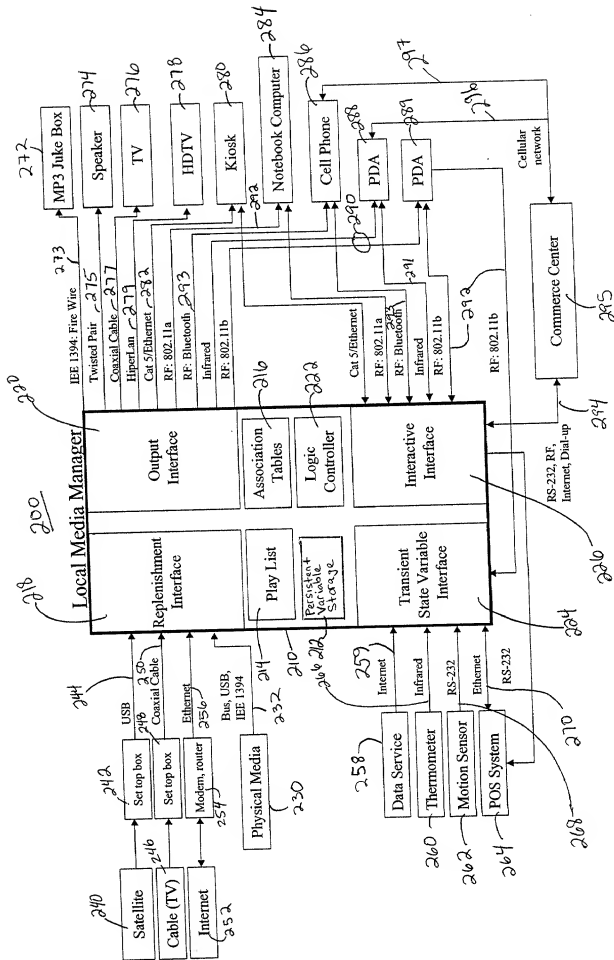 200
Local Media Manager
218
Replenishment
Interface
220
Output
Interface
Play List
214
210
Persistent
Variable
Storage
212
Association
Tables
216
Logic
Controller
222
Transient
State Variable
Interface
224
Interactive
Interface
226
240
Satellite
242
Set top box
USB
244
Cable (TV)
246
Set top box
248
Coaxial Cable
250
Internet
252
Modem, router
254
Ethernet
256
Physical Media
230
Bus, USB,
IEEE 1394
232
Data Service
258
Internet
259
Thermometer
260
Infrared
266
Motion Sensor
262
RS-232
268
POS System
264
Ethernet
RS-232
270
IEE 1394: Fire Wire
273
MP3 Juke Box
272
Twisted Pair
275
Speaker
274
Coaxial Cable
277
TV
276
HiperLan
279
HDTV
278
Cat 5/Ethernet
282
Kiosk
280
RF: 802.11a
292
Notebook Computer
284
RF: Bluetooth
293
Cell Phone
286
Infrared
290
PDA
288
RF: 802.11b
PDA
289
Cat 5/Ethernet
RF: 802.11a
RF: Bluetooth
293
Infrared
291
RF: 802.11b
292
RF: 802.11b
297
296
Cellular
network
Commerce Center
295
RS-232, RF,
Internet, Dial-up
294